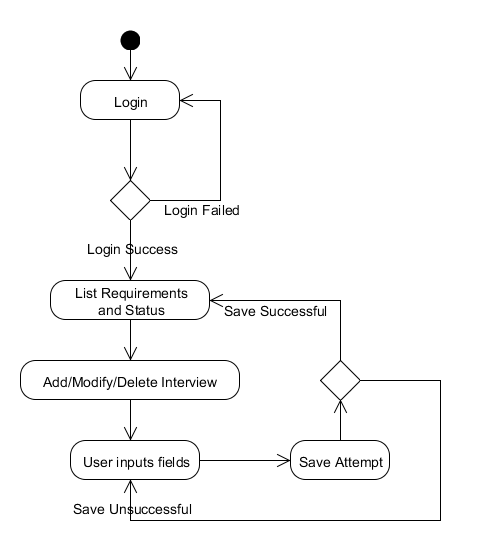 Login
Login Failed
Login Success
List Requirements
and Status
Save Successful
Add/Modify/Delete Interview
User inputs fields
Save Attempt
Save Unsuccessful